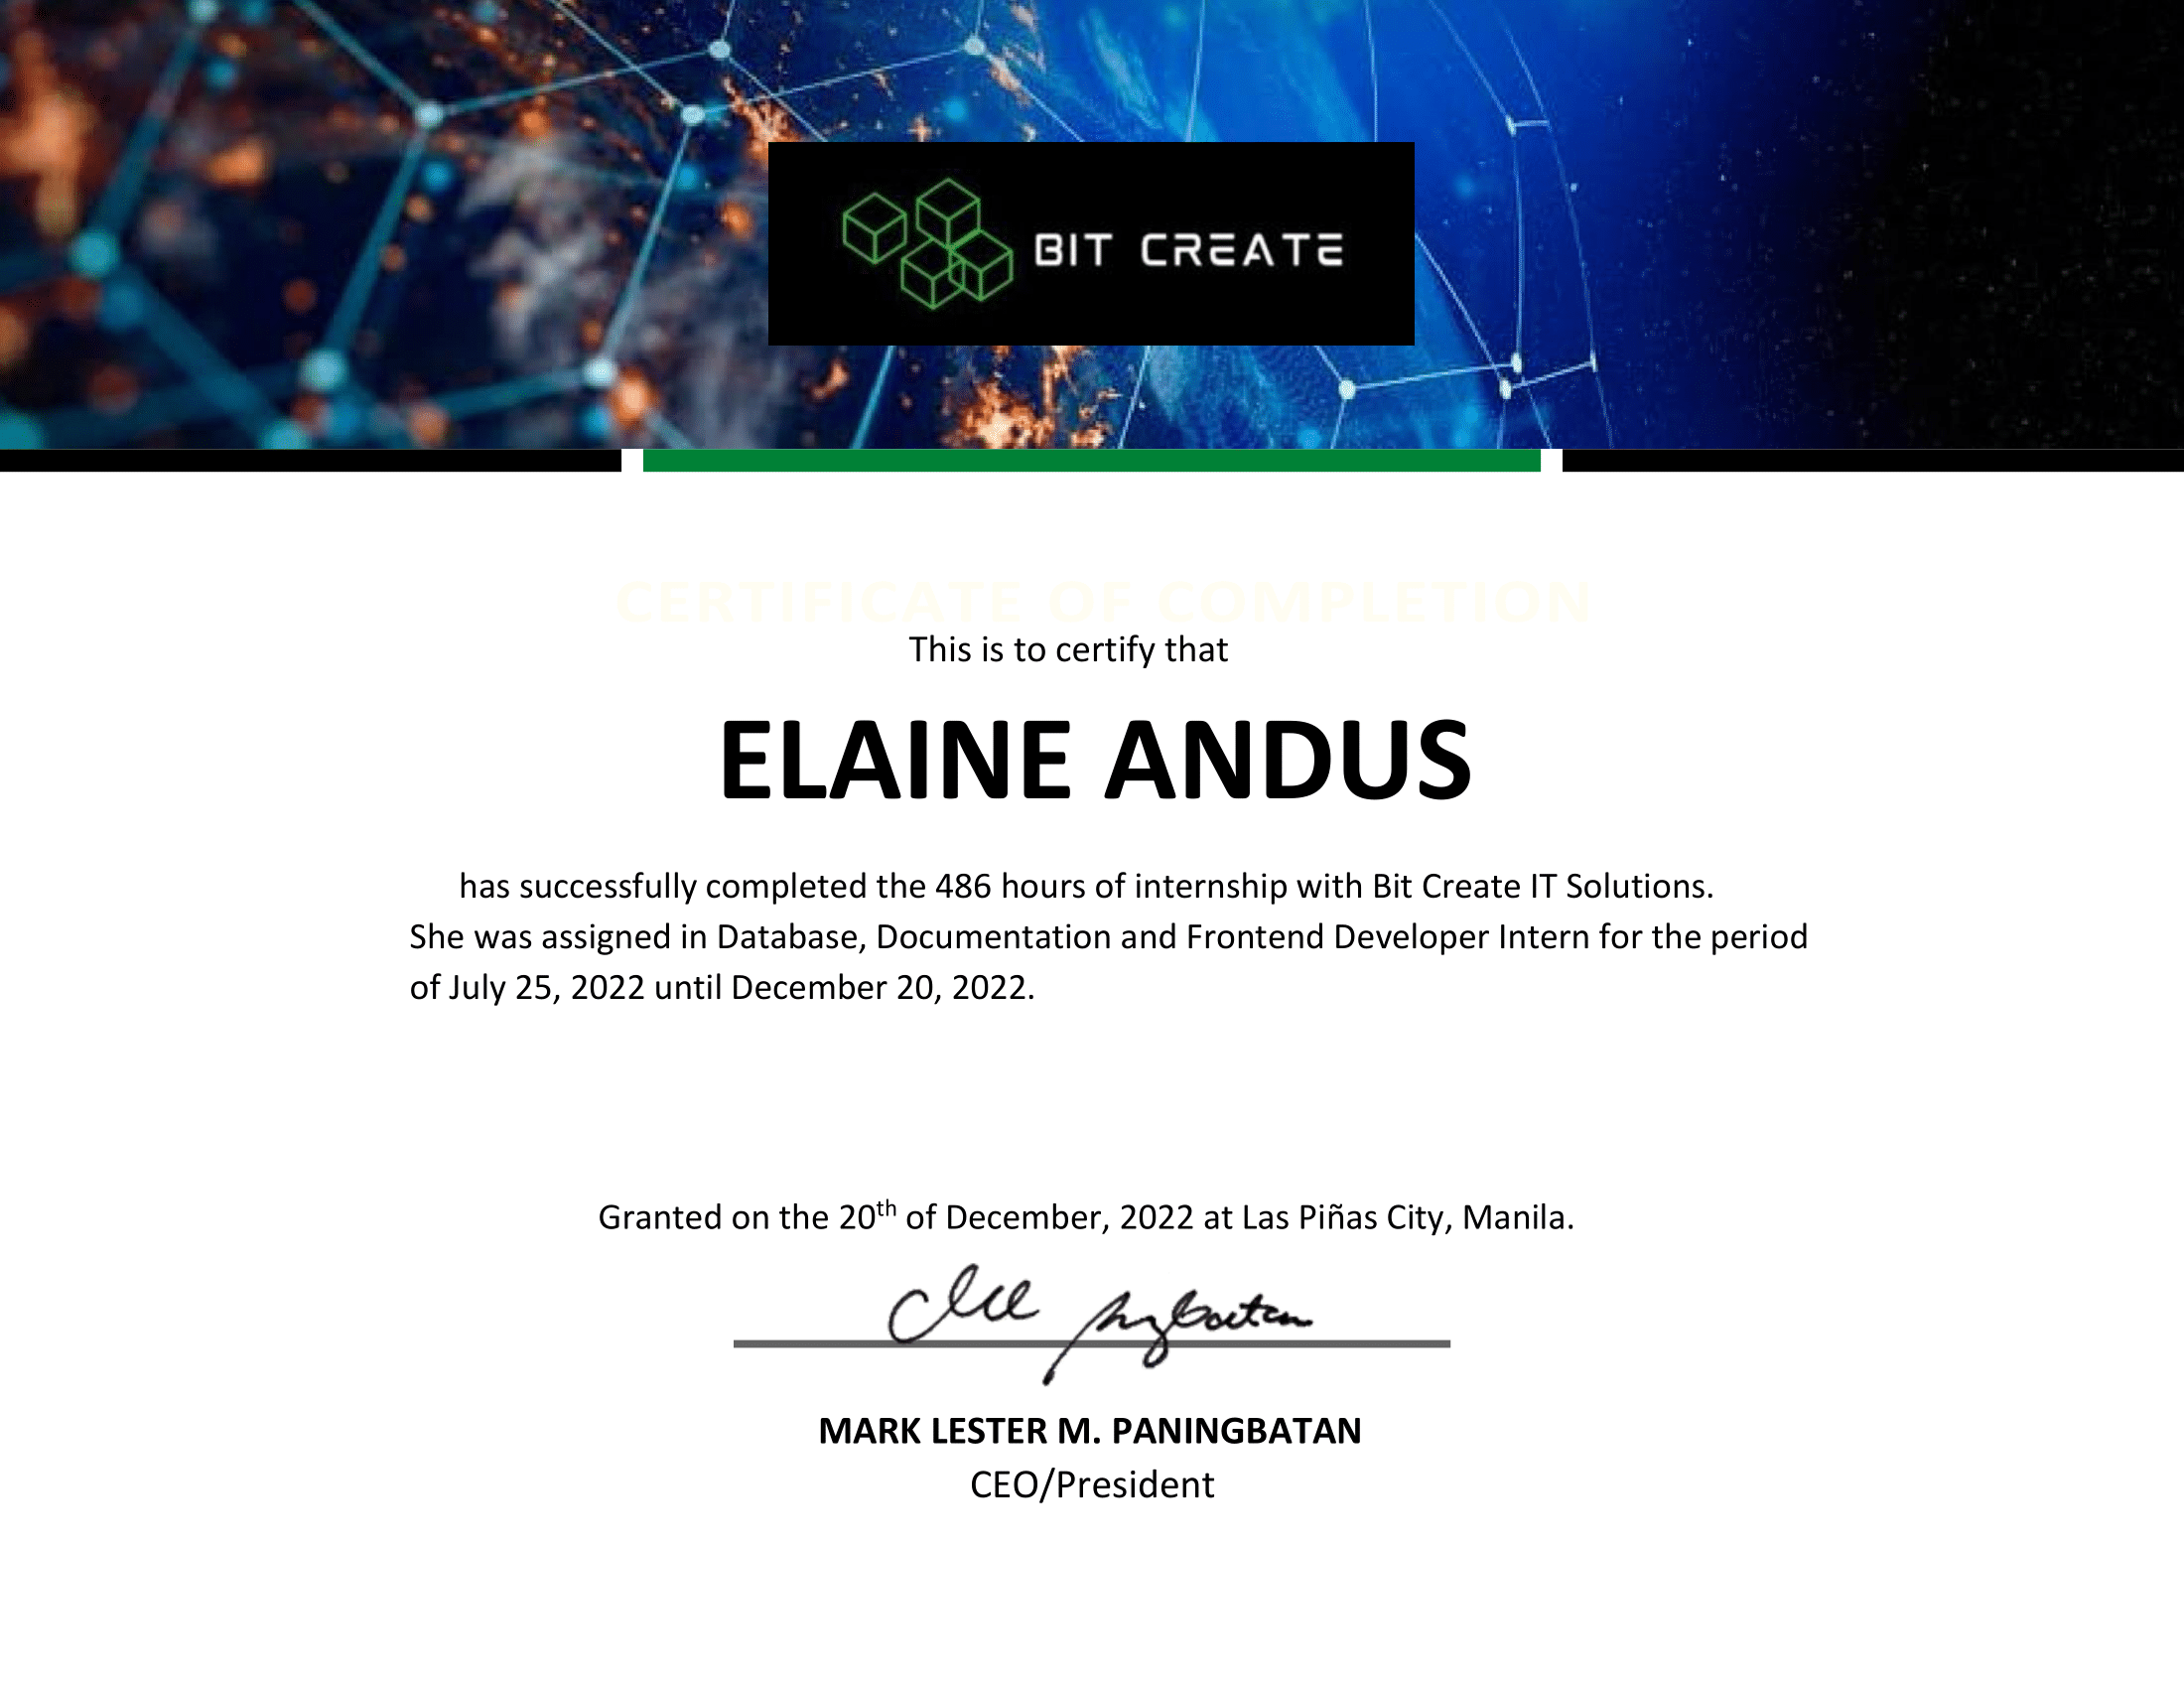 BIT CREATE
CERTIFICATE OF COMPLETION
This is to certify that
ELAINE ANDUS
has successfully completed the 486 hours of internship with Bit Create IT Solutions.
She was assigned in Database, Documentation and Frontend Developer Intern for the period
of July 25, 2022 until December 20, 2022.
Granted on the 20th of December, 2022 at Las Piñas City, Manila.
MARK LESTER M. PANINGBATAN
CEO/President